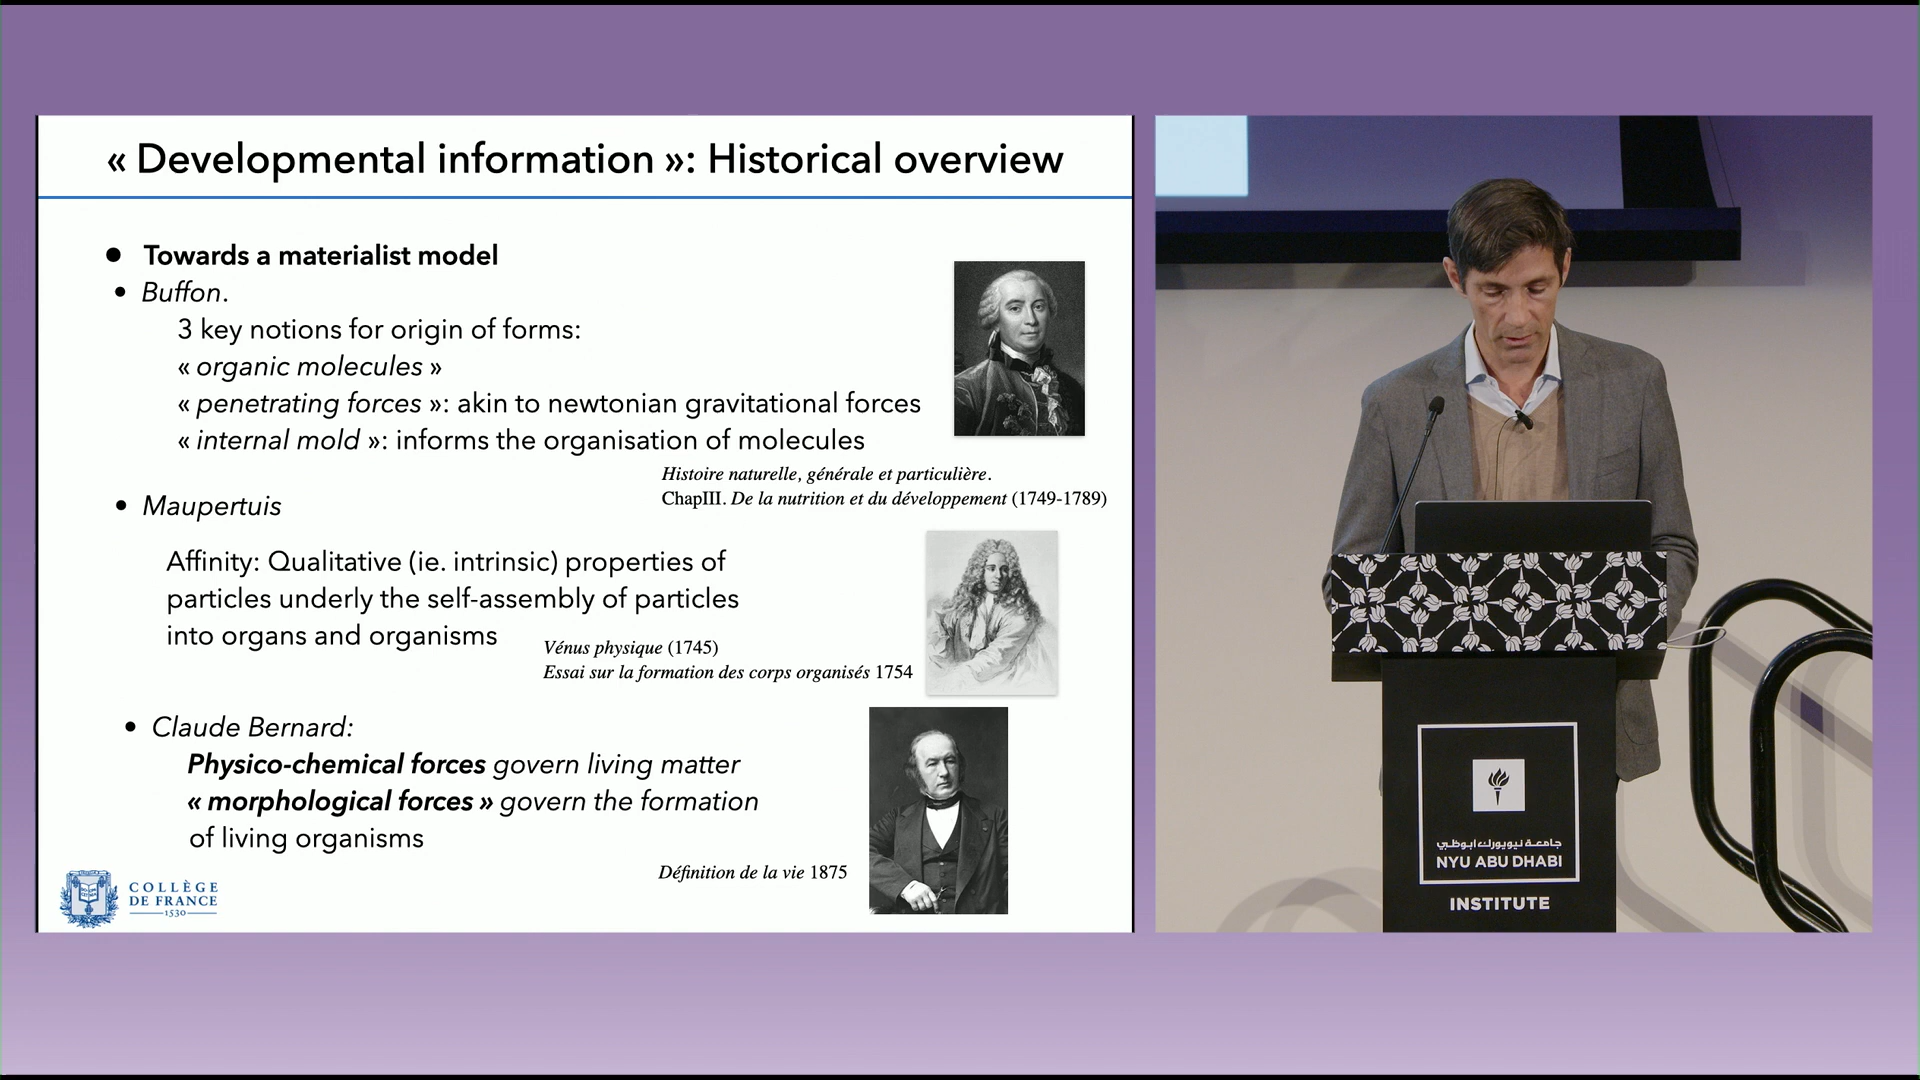 « Developmental information »: Historical overview
● Towards a materialist model
• Buffon.
3 key notions for origin of forms:
« organic molecules »
« penetrating forces »: akin to newtonian gravitational forces
« internal mold »: informs the organisation of molecules
Histoire naturelle, générale et particulière.
ChapIII. De la nutrition et du développement (1749-1789)
• Maupertuis
Affinity: Qualitative (ie. intrinsic) properties of
particles underly the self-assembly of particles
into organs and organisms
Vénus physique (1745)
Essai sur la formation des corps organisés 1754
• Claude Bernard:
Physico-chemical forces govern living matter
« morphological forces » govern the formation
of living organisms
Définition de la vie 1875
COLLÈGE
DE FRANCE
1530
جامعة نيويورك أبوظبي
NYU ABU DHABI
INSTITUTE